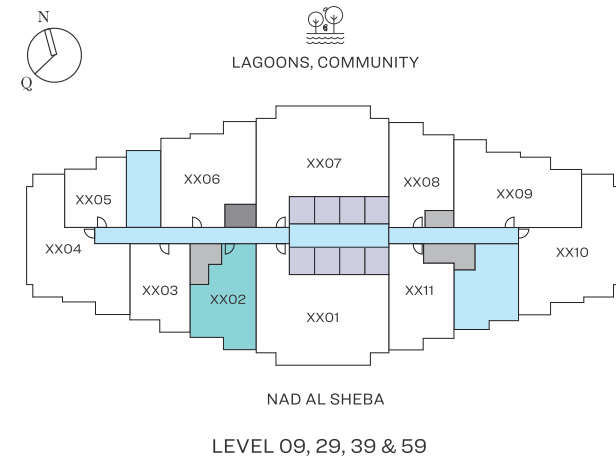 N
Q
LAGOONS, COMMUNITY
XX07
XX06
XX08
XX09
XX05
XX04
XX10
XX03
XX02
XX11
XX01
NAD AL SHEBA
LEVEL 09, 29, 39 & 59